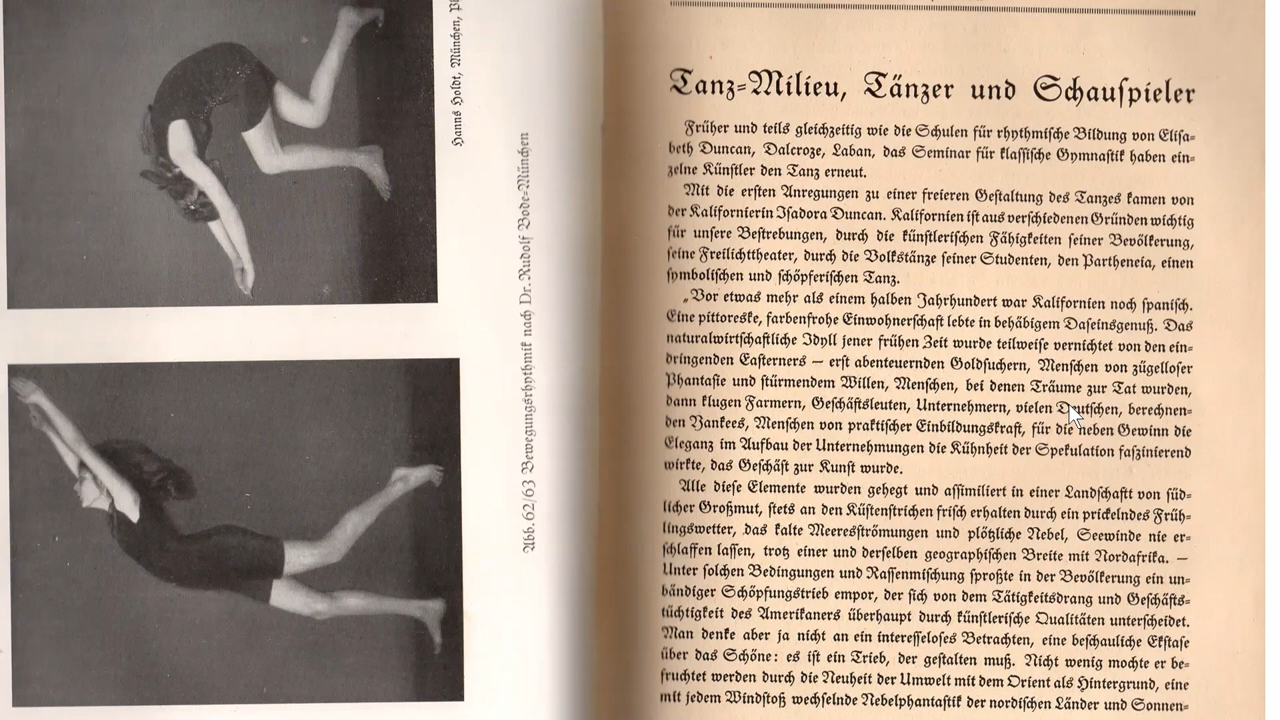 Hanns Holdt, München,
Abb. 62/63 Bewegungsrhythmik nach Dr. Rudolf Bode-München
Tanz-Milieu, Tänzer und Schauſpieler
Früher und teils gleichzeitig wie die Schulen für rhythmiſche Bildung von Eliſa-
beth Duncan, Dalcroze, Laban, das Seminar für klaſſiſche Gymnaſtik haben ein-
zelne Künſtler den Tanz erneut.
Mit die erſten Anregungen zu einer freieren Geſtaltung des Tanzes kamen von
der Kalifornierin Iſadora Duncan. Kalifornien iſt aus verſchiedenen Gründen wichtig
für unſere Beſtrebungen, durch die künſtleriſchen Fähigkeiten ſeiner Bevölkerung,
ſeine Freilichttheater, durch die Volkstänze ſeiner Studenten, den Partheneia, einen
ſymboliſchen und ſchöpferiſchen Tanz.
„Vor etwas mehr als einem halben Jahrhundert war Kalifornien noch ſpaniſch.
Eine pittoreske, farbenfrohe Einwohnerſchaft lebte in behäbigem Daſeinsgenuß. Das
naturalwirtſchaftliche Idyll jener frühen Zeit wurde teilweiſe vernichtet von den ein-
dringenden Eaſterners — erſt abenteuernden Goldſuchern, Menſchen von zügelloſer
Phantaſie und ſtürmendem Willen, Menſchen, bei denen Träume zur Tat wurden,
dann klugen Farmern, Geſchäftsleuten, Unternehmern, vielen Deutſchen, berechnen-
den Yankees, Menſchen von praktiſcher Einbildungskraft, für die neben Gewinn die
Eleganz im Aufbau der Unternehmungen die Kühnheit der Spekulation faſzinierend
wirkte, das Geſchäft zur Kunſt wurde.
Alle dieſe Elemente wurden gehegt und aſſimiliert in einer Landſchaftt von ſüd-
licher Großmut, ſtets an den Küſtenſtrichen friſch erhalten durch ein prickelndes Früh-
lingswetter, das kalte Meeresſtrömungen und plötzliche Nebel, Seewinde nie er-
ſchlaffen laſſen, trotz einer und derſelben geographiſchen Breite mit Nordafrika. —
Unter ſolchen Bedingungen und Raſſenmiſchung ſproßte in der Bevölkerung ein un-
bändiger Schöpfungstrieb empor, der ſich von dem Tätigkeitsdrang und Geſchäfts-
tüchtigkeit des Amerikaners überhaupt durch künſtleriſche Qualitäten unterſcheidet.
Man denke aber ja nicht an ein intereſſeloſes Betrachten, eine beſchauliche Ekſtaſe
über das Schöne: es iſt ein Trieb, der geſtalten muß. Nicht wenig mochte er be-
fruchtet werden durch die Neuheit der Umwelt mit dem Orient als Hintergrund, eine
mit jedem Windſtoß wechſelnde Nebelphantaſtik der nordiſchen Länder und Sonnen-